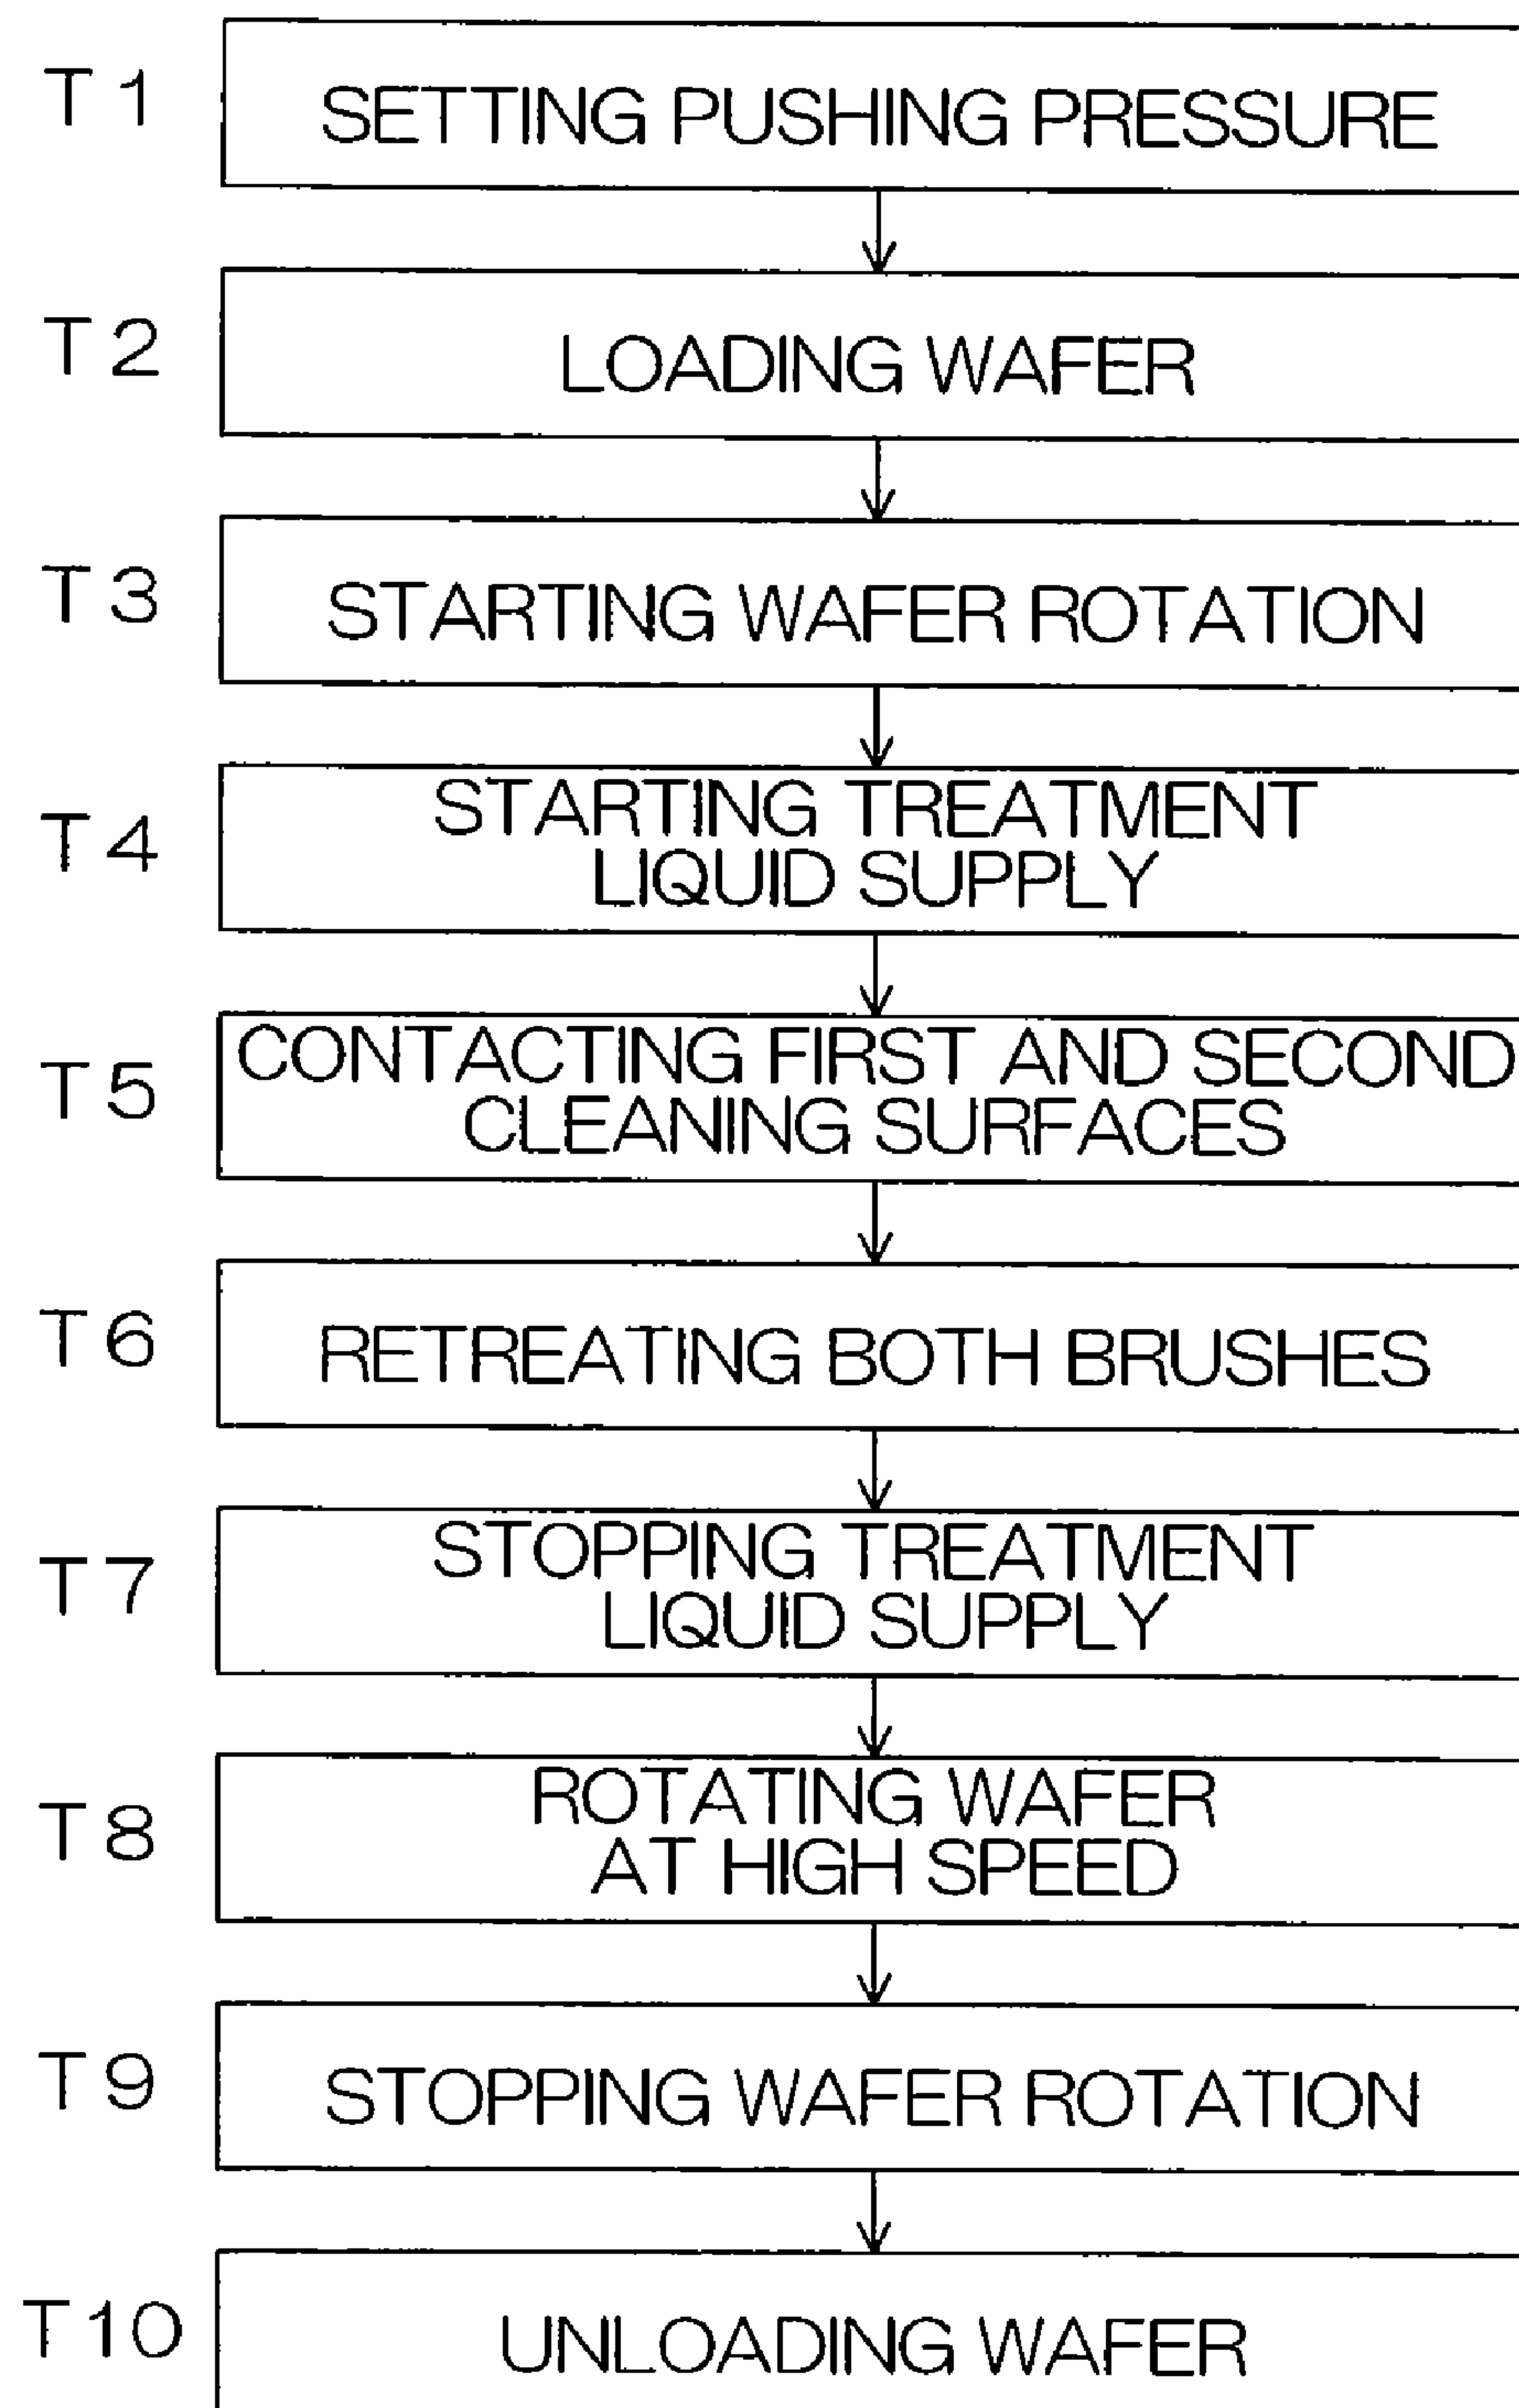 T1
SETTING PUSHING PRESSURE
T2
LOADING WAFER
T3
STARTING WAFER ROTATION
T4
STARTING TREATMENT
LIQUID SUPPLY
T5
CONTACTING FIRST AND SECOND
CLEANING SURFACES
T6
RETREATING BOTH BRUSHES
T7
STOPPING TREATMENT
LIQUID SUPPLY
T8
ROTATING WAFER
AT HIGH SPEED
T9
STOPPING WAFER ROTATION
T10
UNLOADING WAFER